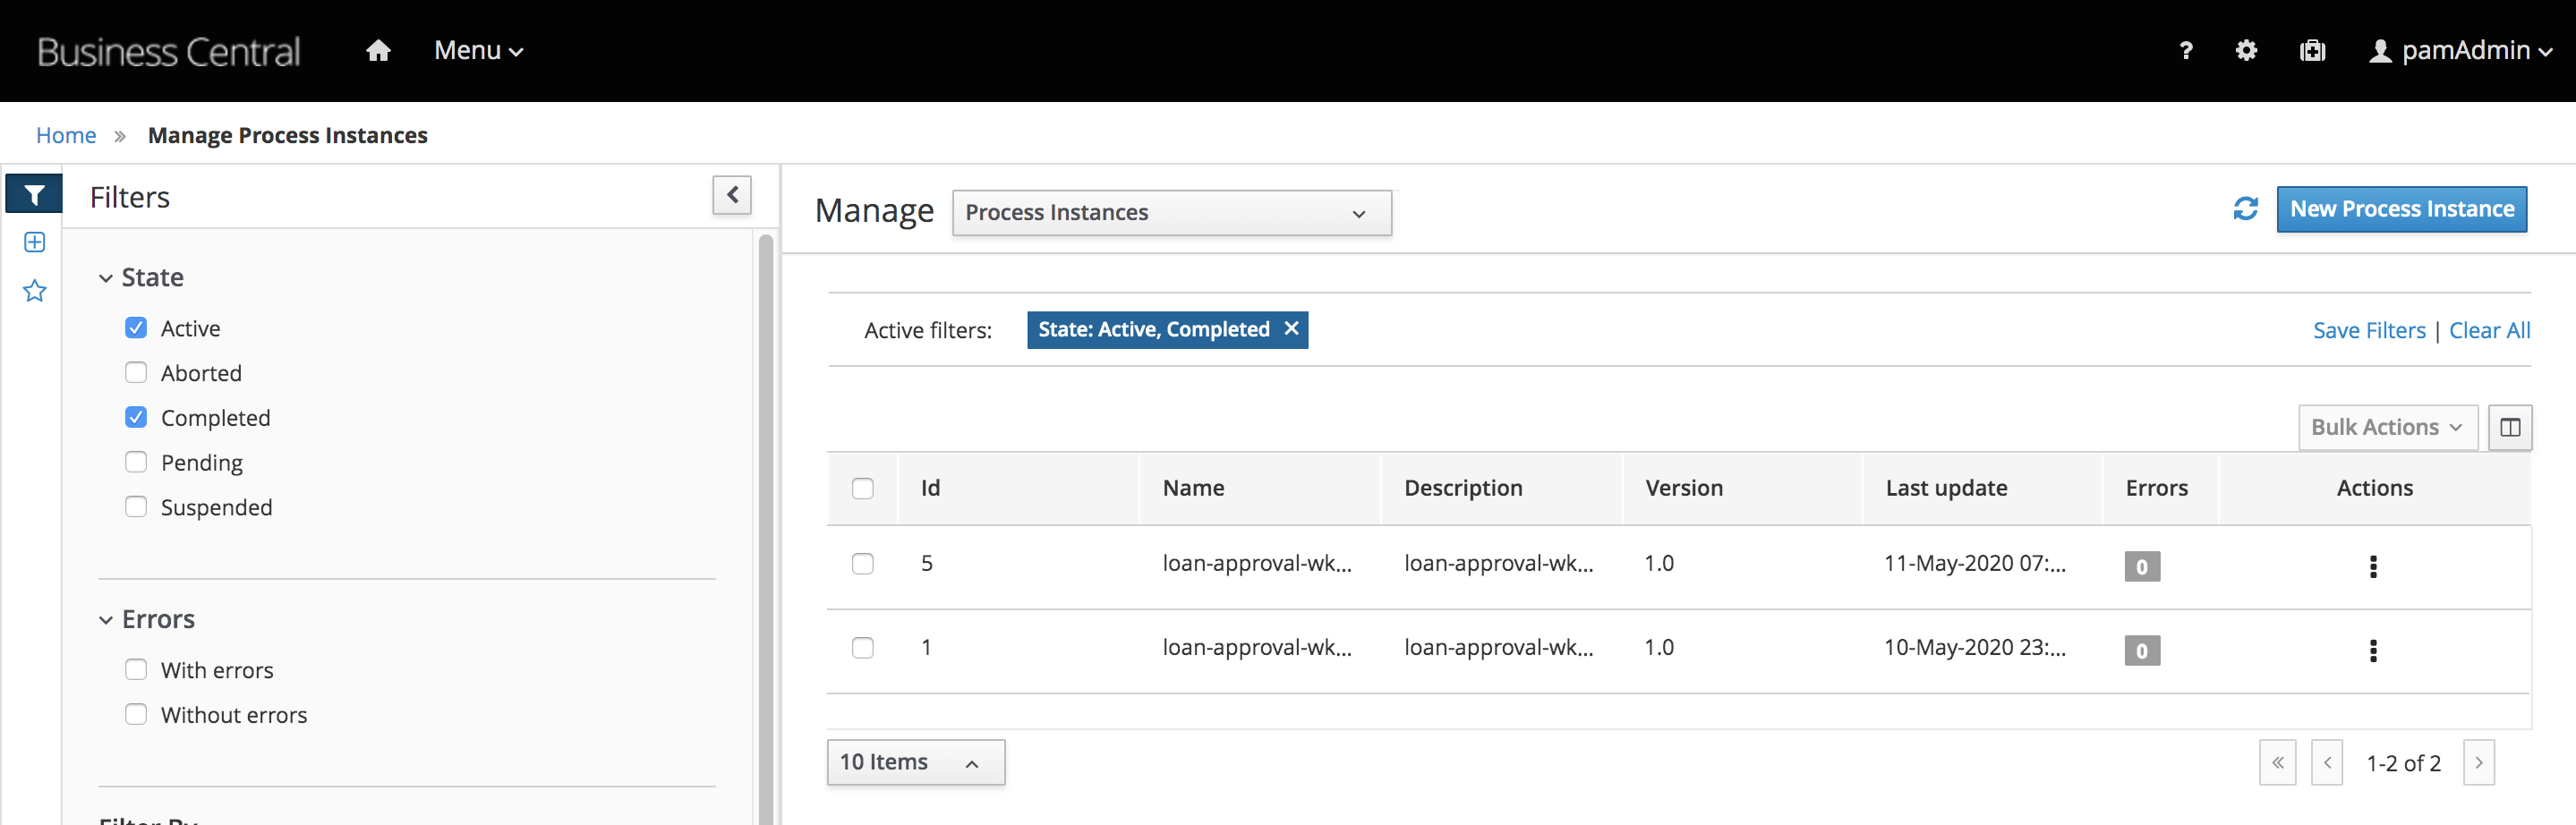 Business Central Menu ? pamAdmin
Home » Manage Process Instances
Filters
State
Active
Aborted
Completed
Pending
Suspended
Errors
With errors
Without errors
Manage Process Instances New Process Instance
Active filters: State: Active, Completed × Save Filters | Clear All
Bulk Actions
Id Name Description Version Last update Errors Actions
5 loan-approval-wk... loan-approval-wk... 1.0 11-May-2020 07:... 0
1 loan-approval-wk... loan-approval-wk... 1.0 10-May-2020 23:... 0
10 Items « ‹ 1-2 of 2 ›